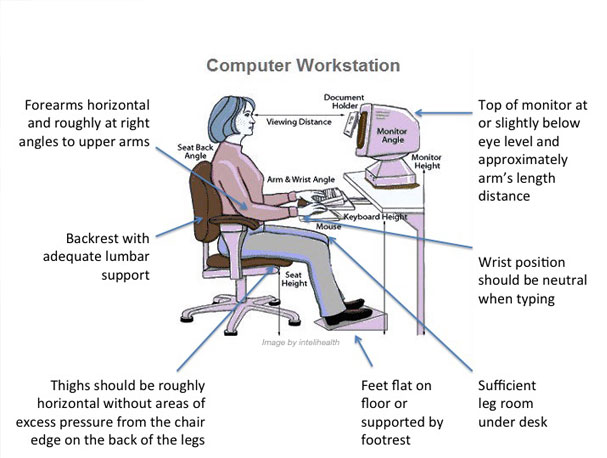 Computer Workstation
Forearms horizontal
and roughly at right
angles to upper arms
Document
Holder
Viewing Distance
Monitor
Angle
Top of monitor at
or slightly below
eye level and
approximately
arm's length
distance
Seat Back
Angle
Monitor
Height
Arm & Wrist Angle
Keyboard Height
Mouse
Backrest with
adequate lumbar
support
Wrist position
should be neutral
when typing
Seat
Height
Image by intelihealth
Thighs should be roughly
horizontal without areas of
excess pressure from the chair
edge on the back of the legs
Feet flat on
floor or
supported by
footrest
Sufficient
leg room
under desk